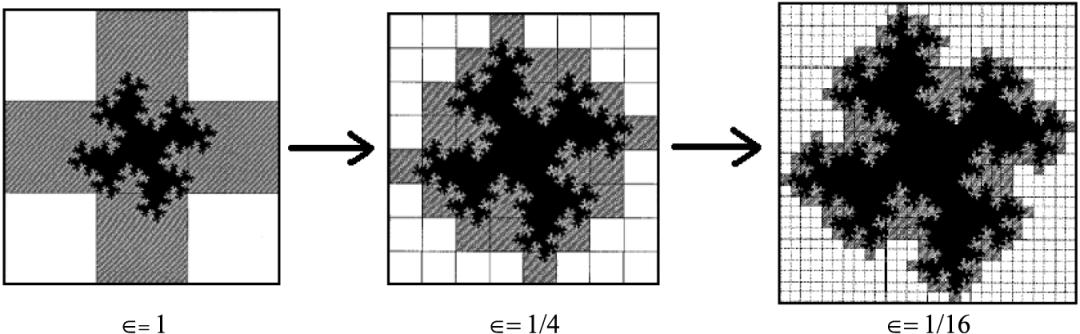 ∈= 1
∈= 1/4
∈= 1/16